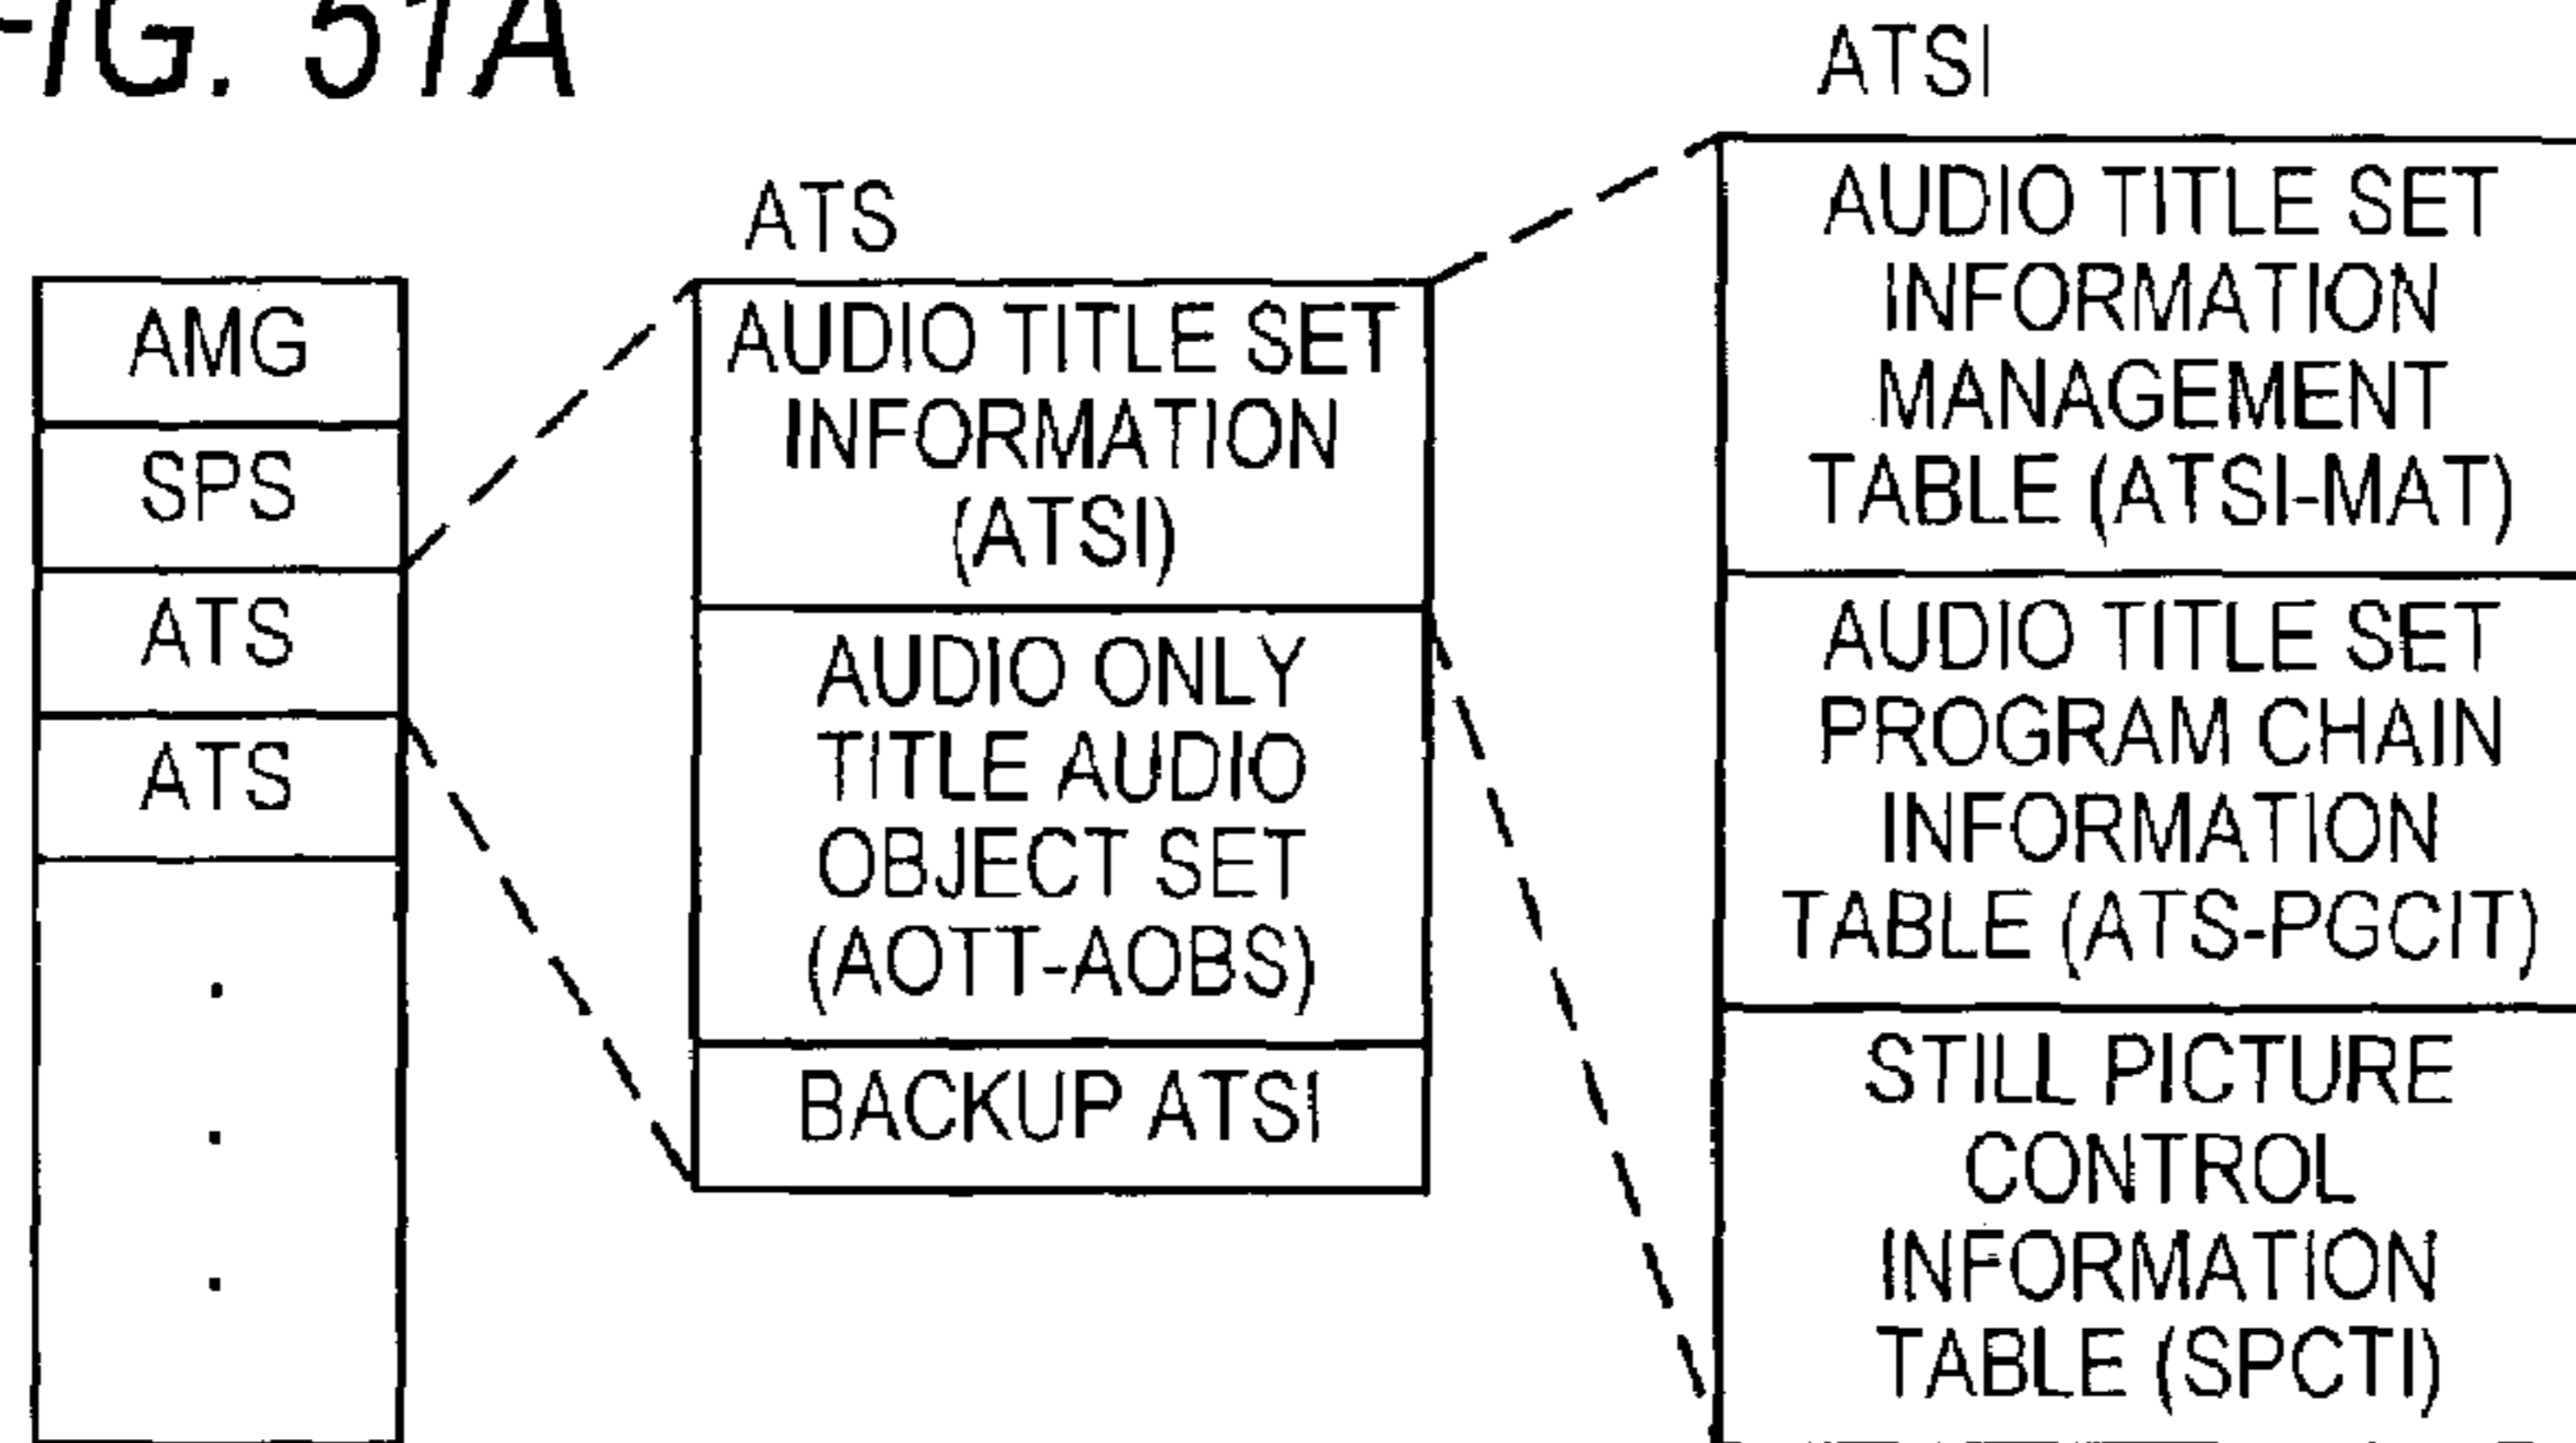 FIG. 51A
AMG
SPS
ATS
ATS
ATS
AUDIO TITLE SET
INFORMATION
(ATSI)
AUDIO ONLY
TITLE AUDIO
OBJECT SET
(AOTT-AOBS)
BACKUP ATSI
ATSI
AUDIO TITLE SET
INFORMATION
MANAGEMENT
TABLE (ATSI-MAT)
AUDIO TITLE SET
PROGRAM CHAIN
INFORMATION
TABLE (ATS-PGCIT)
STILL PICTURE
CONTROL
INFORMATION
TABLE (SPCTI)